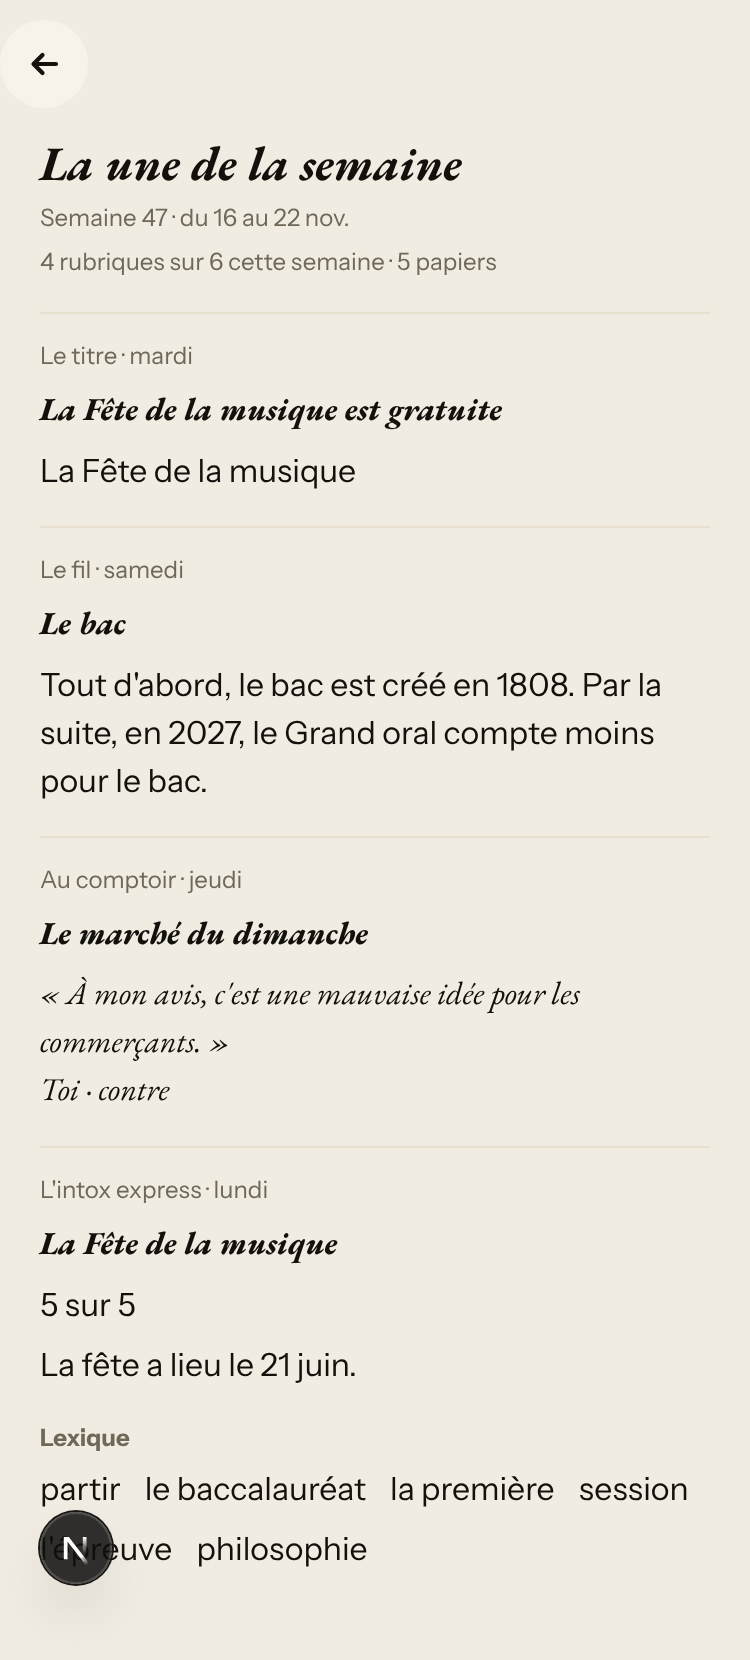 La une de la semaine
Semaine 47 · du 16 au 22 nov.
4 rubriques sur 6 cette semaine · 5 papiers
Le titre · mardi
La Fête de la musique est gratuite
La Fête de la musique
Le fil · samedi
Le bac
Tout d'abord, le bac est créé en 1808. Par la
suite, en 2027, le Grand oral compte moins
pour le bac.
Au comptoir · jeudi
Le marché du dimanche
« À mon avis, c'est une mauvaise idée pour les
commerçants. »
Toi · contre
L'intox express · lundi
La Fête de la musique
5 sur 5
La fête a lieu le 21 juin.
Lexique
partir le baccalauréat la première session
l'épreuve philosophie
N